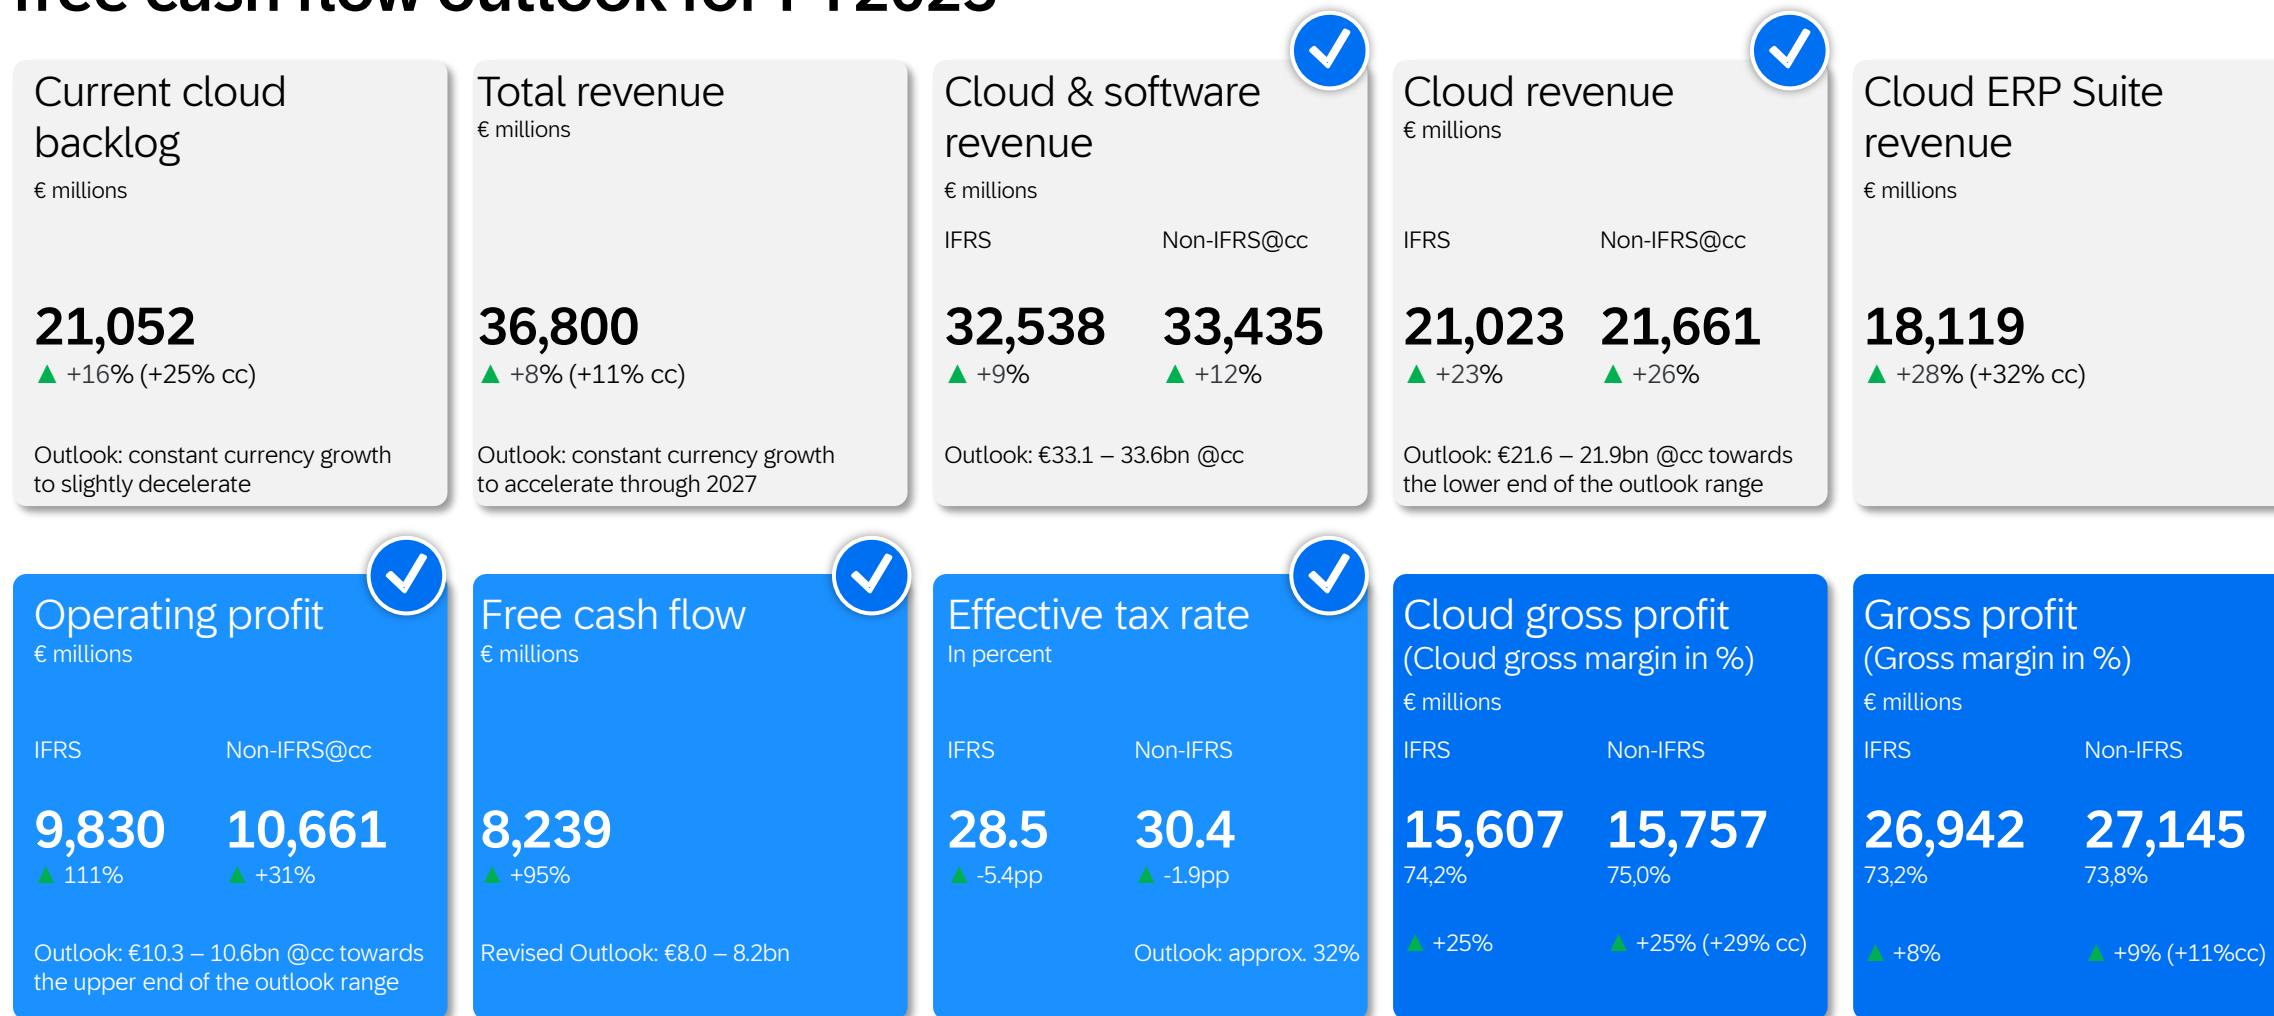 free cash flow outlook for FY2025
Current cloud
backlog
€ millions
21,052
▲ +16% (+25% cc)
Outlook: constant currency growth
to slightly decelerate
Total revenue
€ millions
36,800
▲ +8% (+11% cc)
Outlook: constant currency growth
to accelerate through 2027
Cloud & software
revenue
€ millions
IFRS Non-IFRS@cc
32,538 33,435
▲ +9% ▲ +12%
Outlook: €33.1 – 33.6bn @cc
Cloud revenue
€ millions
IFRS Non-IFRS@cc
21,023 21,661
▲ +23% ▲ +26%
Outlook: €21.6 – 21.9bn @cc towards
the lower end of the outlook range
Cloud ERP Suite
revenue
€ millions
18,119
▲ +28% (+32% cc)
Operating profit
€ millions
IFRS Non-IFRS@cc
9,830 10,661
▲ 111% ▲ +31%
Outlook: €10.3 – 10.6bn @cc towards
the upper end of the outlook range
Free cash flow
€ millions
8,239
▲ +95%
Revised Outlook: €8.0 – 8.2bn
Effective tax rate
In percent
IFRS Non-IFRS
28.5 30.4
▲ -5.4pp ▲ -1.9pp
Outlook: approx. 32%
Cloud gross profit
(Cloud gross margin in %)
€ millions
IFRS Non-IFRS
15,607 15,757
74,2% 75,0%
▲ +25% ▲ +25% (+29% cc)
Gross profit
(Gross margin in %)
€ millions
IFRS Non-IFRS
26,942 27,145
73,2% 73,8%
▲ +8% ▲ +9% (+11%cc)